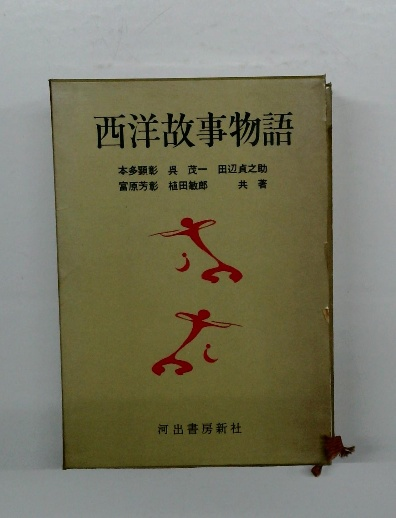 西洋故事物語
本多顕彰 呉 茂一 田辺貞之助
富原芳彰 植田敏郎 共 著
河出書房新社